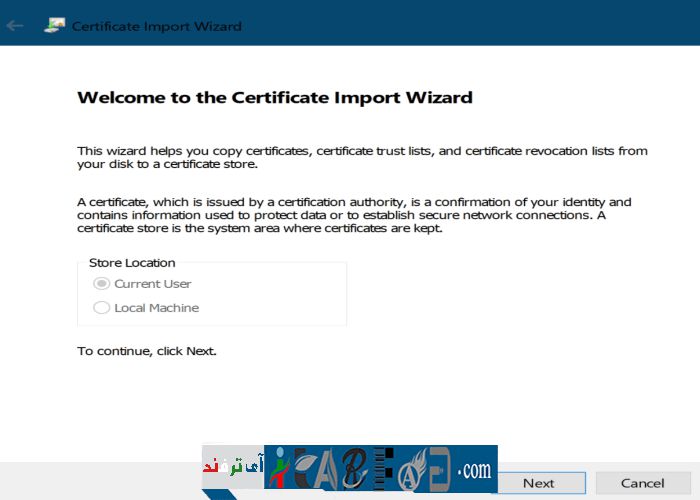 Certificate Import Wizard
Welcome to the Certificate Import Wizard
This wizard helps you copy certificates, certificate trust lists, and certificate revocation lists from
your disk to a certificate store.
A certificate, which is issued by a certification authority, is a confirmation of your identity and
contains information used to protect data or to establish secure network connections. A
certificate store is the system area where certificates are kept.
Store Location
Current User
Local Machine
To continue, click Next.
آی ترفند
.com
Next
Cancel